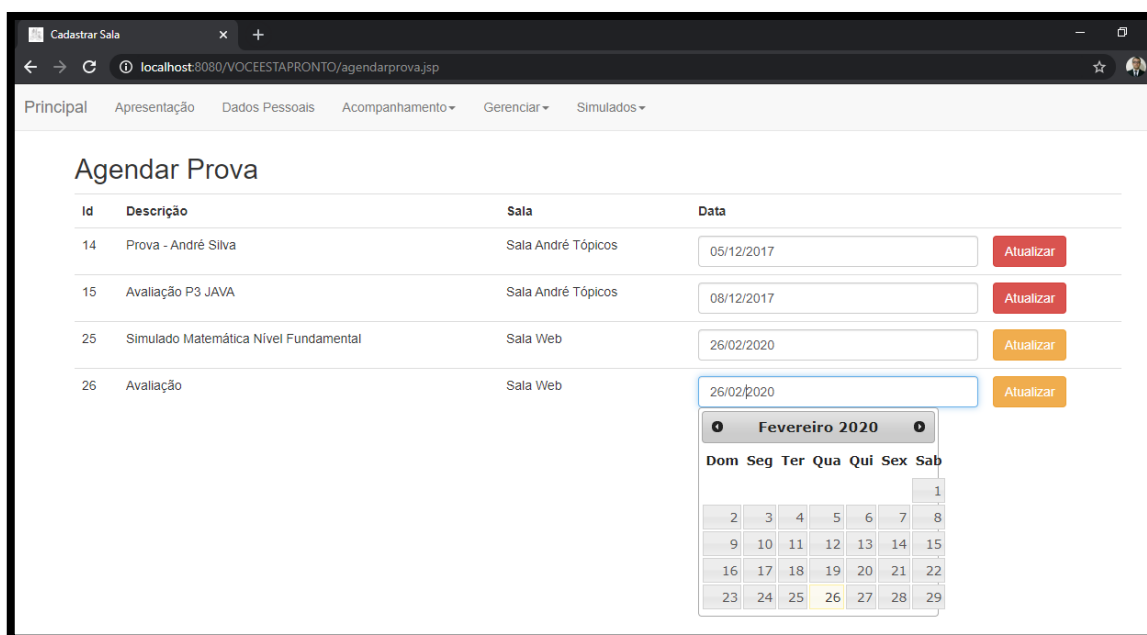 Cadastrar Sala
localhost:8080/VOCEESTAPRONTO/agendarprova.jsp
Principal Apresentação Dados Pessoais Acompanhamento Gerenciar Simulados
Agendar Prova
Id Descrição Sala Data
14 Prova - André Silva Sala André Tópicos 05/12/2017 Atualizar
15 Avaliação P3 JAVA Sala André Tópicos 08/12/2017 Atualizar
25 Simulado Matemática Nível Fundamental Sala Web 26/02/2020 Atualizar
26 Avaliação Sala Web 26/02/2020 Atualizar
Fevereiro 2020
Dom Seg Ter Qua Qui Sex Sab
1
2 3 4 5 6 7 8
9 10 11 12 13 14 15
16 17 18 19 20 21 22
23 24 25 26 27 28 29